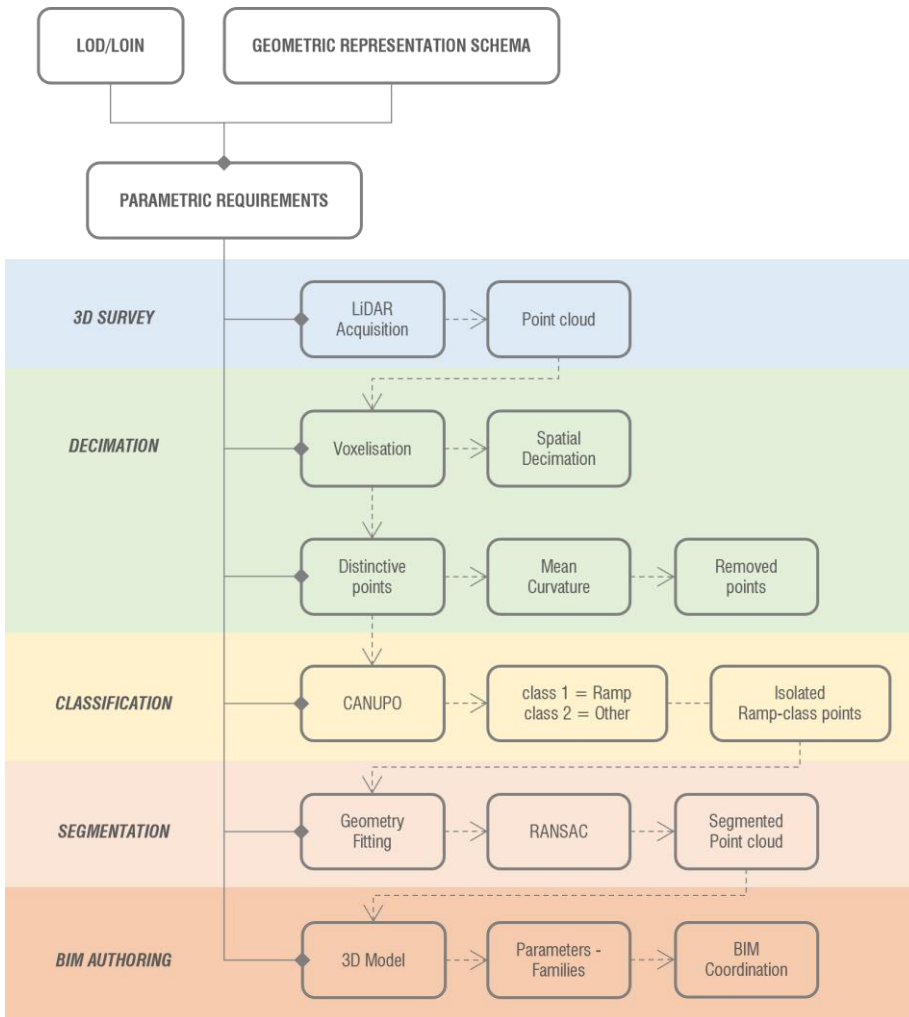 LOD/LOIN
GEOMETRIC REPRESENTATION SCHEMA
PARAMETRIC REQUIREMENTS
3D SURVEY
LiDAR
Acquisition
Point cloud
DECIMATION
Voxelisation
Spatial
Decimation
Distinctive
points
Mean
Curvature
Removed
points
CLASSIFICATION
CANUPO
class 1 = Ramp
class 2 = Other
Isolated
Ramp-class points
SEGMENTATION
Geometry
Fitting
RANSAC
Segmented
Point cloud
BIM AUTHORING
3D Model
Parameters -
Families
BIM
Coordination